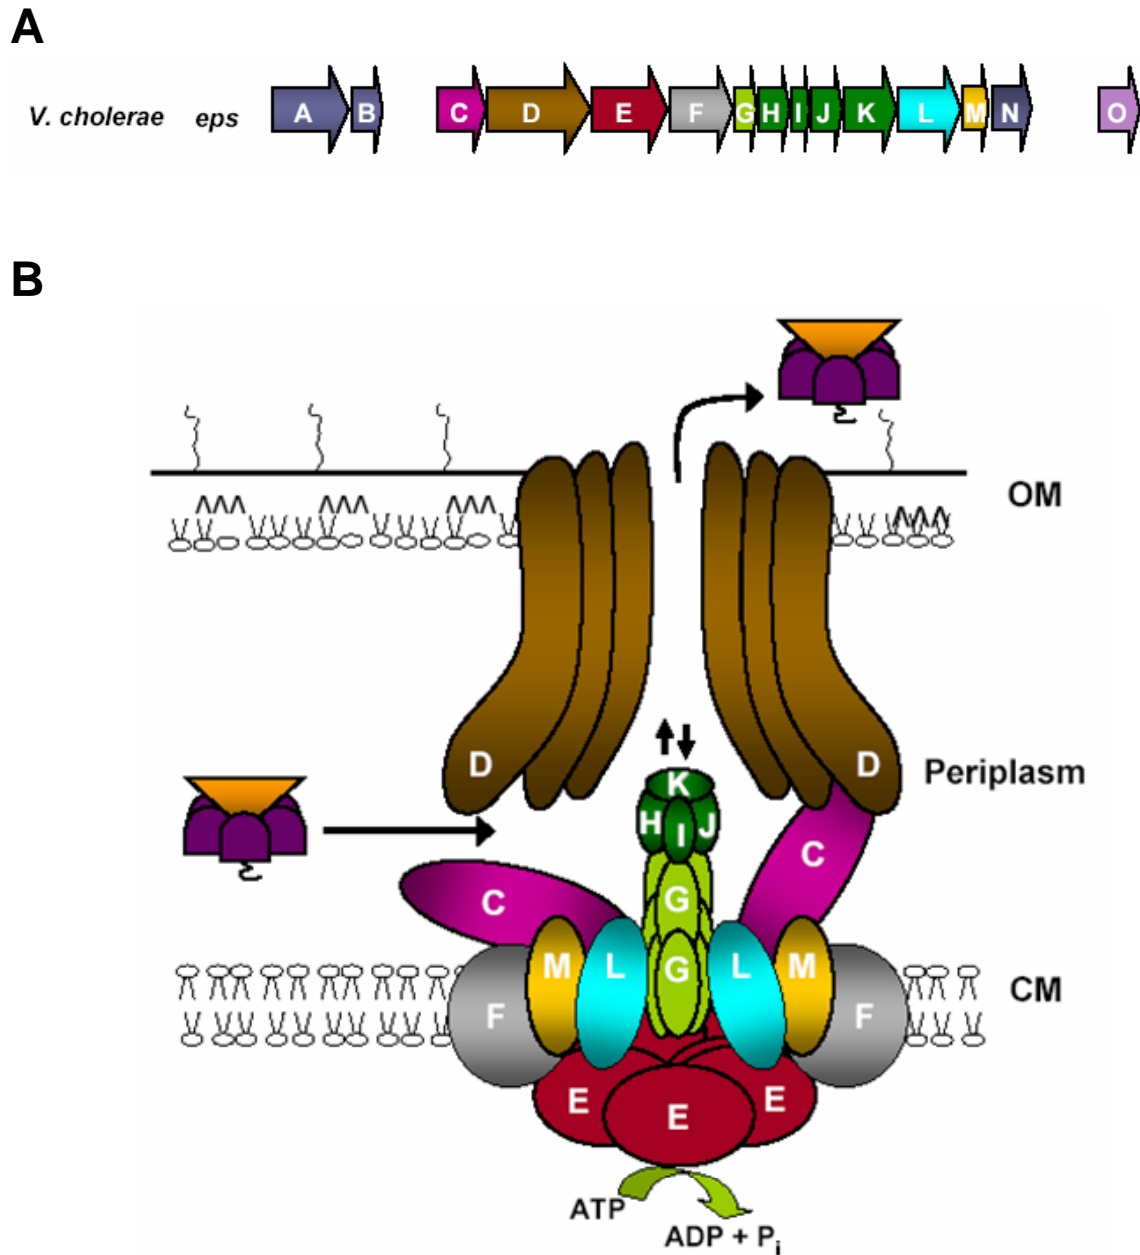 A
V. cholerae eps A B C D E F G H I J K L M N O
B
OM
D D
Periplasm
K
H I J
C
G
C
M L G L M
CM
F F
E E E
ATP
ADP + Pi